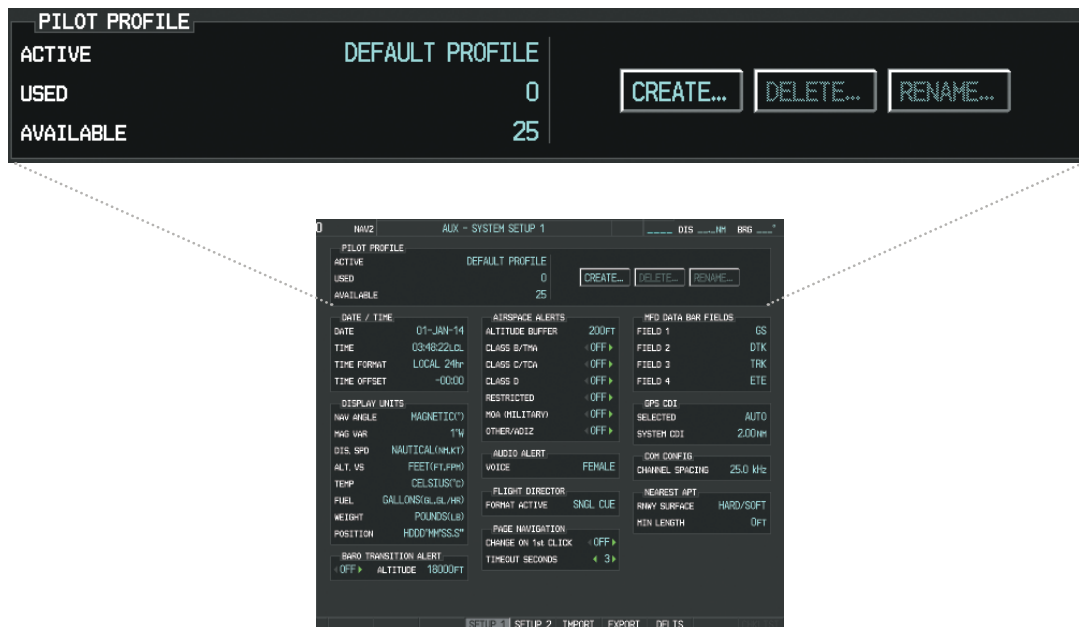 PILOT PROFILE
ACTIVE DEFAULT PROFILE
USED 0
AVAILABLE 25
CREATE... DELETE... RENAME...
0 NAV2 AUX - SYSTEM SETUP 1 ____ DIS __._NM BRG ___°
PILOT PROFILE
ACTIVE DEFAULT PROFILE
USED 0
AVAILABLE 25
CREATE... DELETE... RENAME...
DATE / TIME
DATE 01-JAN-14
TIME 03:48:22LCL
TIME FORMAT LOCAL 24hr
TIME OFFSET -00:00
DISPLAY UNITS
NAV ANGLE MAGNETIC(°)
MAG VAR 1°W
DIS, SPD NAUTICAL(NM,KT)
ALT, VS FEET(FT,FPM)
TEMP CELSIUS(°C)
FUEL GALLONS(GL,GL/HR)
WEIGHT POUNDS(LB)
POSITION HDDD°MM'SS.S"
BARO TRANSITION ALERT
OFF ALTITUDE 18000FT
AIRSPACE ALERTS
ALTITUDE BUFFER 200FT
CLASS B/TMA OFF
CLASS C/TCA OFF
CLASS D OFF
RESTRICTED OFF
MOA (MILITARY) OFF
OTHER/ADIZ OFF
AUDIO ALERT
VOICE FEMALE
FLIGHT DIRECTOR
FORMAT ACTIVE SNGL CUE
PAGE NAVIGATION
CHANGE ON 1st CLICK OFF
TIMEOUT SECONDS 3
MFD DATA BAR FIELDS
FIELD 1 GS
FIELD 2 DTK
FIELD 3 TRK
FIELD 4 ETE
GPS CDI
SELECTED AUTO
SYSTEM CDI 2.00NM
COM CONFIG
CHANNEL SPACING 25.0 kHz
NEAREST APT
RNWY SURFACE HARD/SOFT
MIN LENGTH 0FT
SETUP 1 SETUP 2 IMPORT EXPORT DFLTS